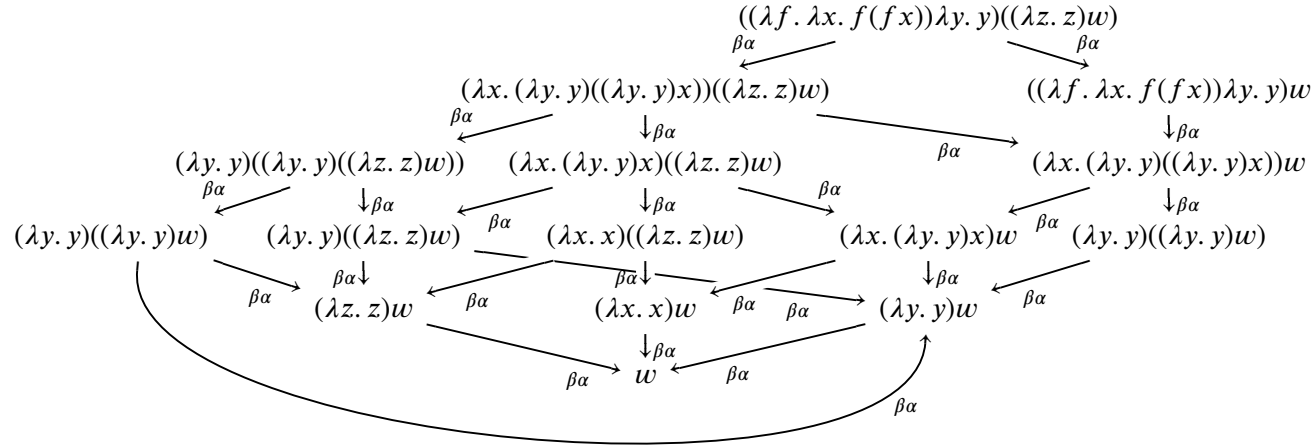 ((λf. λx. f(fx))λy. y)((λz. z)w)
βα βα
(λx. (λy. y)((λy. y)x))((λz. z)w) ((λf. λx. f(fx))λy. y)w
βα βα βα βα
(λy. y)((λy. y)((λz. z)w)) (λx. (λy. y)x)((λz. z)w) (λx. (λy. y)((λy. y)x))w
βα βα βα βα βα βα βα
(λy. y)((λy. y)w) (λy. y)((λz. z)w) (λx. x)((λz. z)w) (λx. (λy. y)x)w (λy. y)((λy. y)w)
βα βα βα βα βα βα βα βα
(λz. z)w (λx. x)w (λy. y)w
βα βα βα
w
βα